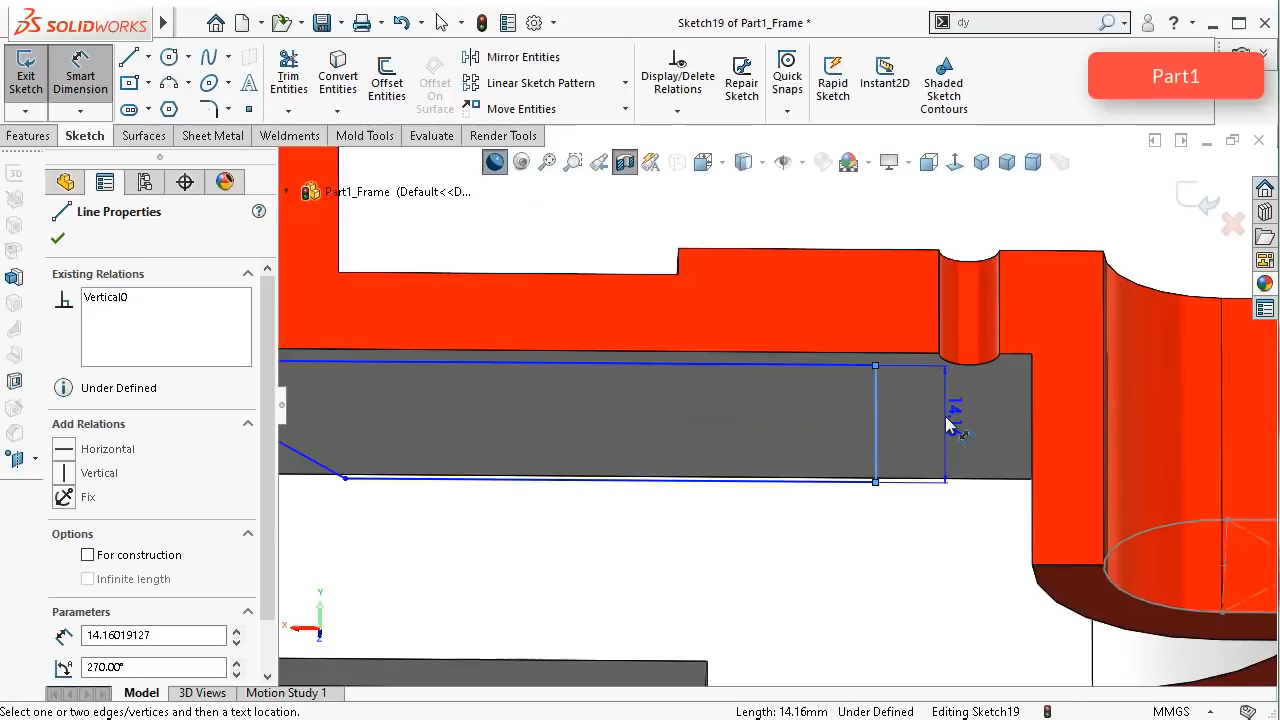 SOLIDWORKS
Sketch19 of Part1_Frame *
dy
Exit Sketch
Smart Dimension
Trim Entities
Convert Entities
Offset Entities
Offset On Surface
Mirror Entities
Linear Sketch Pattern
Move Entities
Display/Delete Relations
Repair Sketch
Quick Snaps
Rapid Sketch
Instant2D
Shaded Sketch Contours
Part1
Features
Sketch
Surfaces
Sheet Metal
Weldments
Mold Tools
Evaluate
Render Tools
Part1_Frame (Default<<D...
Line Properties
Existing Relations
Vertical0
Under Defined
Add Relations
Horizontal
Vertical
Fix
Options
For construction
Infinite length
Parameters
14.16019127
270.00°
Y
X
Z
Model
3D Views
Motion Study 1
Select one or two edges/vertices and then a text location.
Length: 14.16mm
Under Defined
Editing Sketch19
MMGS